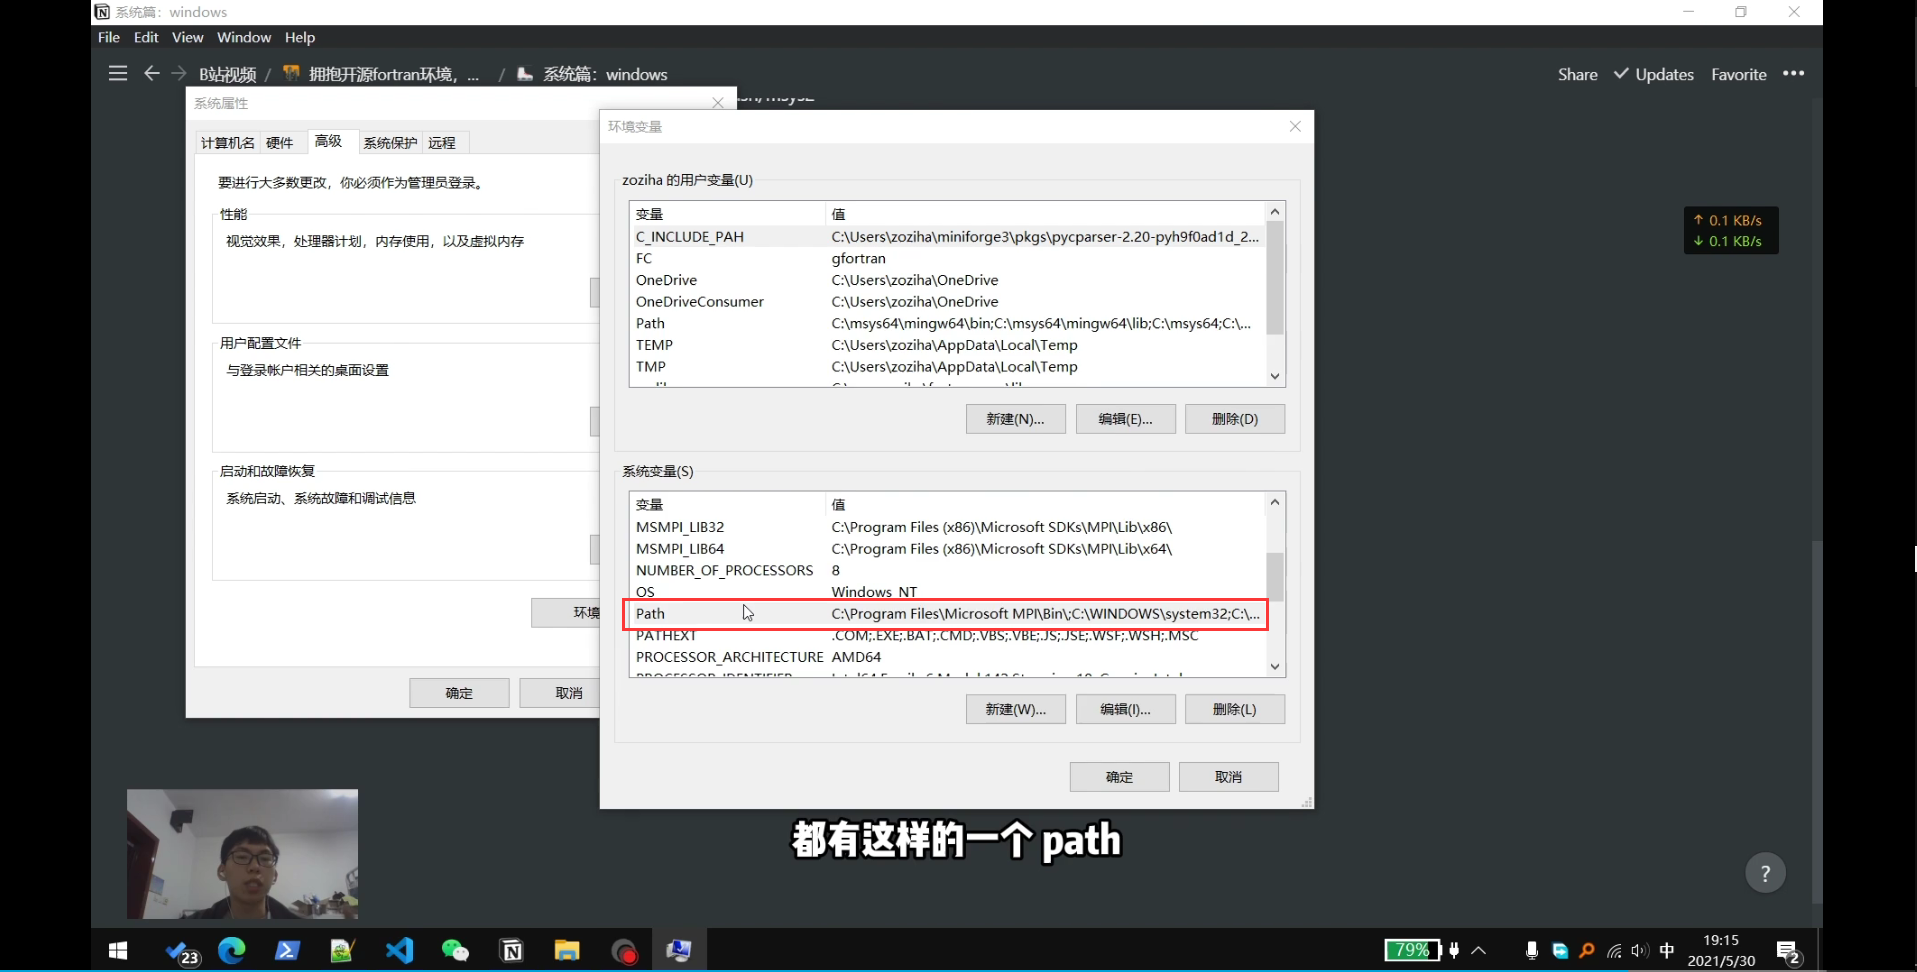 系统篇：windows
File Edit View Window Help
B站视频 / 拥抱开源fortran环境，... / 系统篇：windows
Share Updates Favorite
系统属性
计算机名 硬件 高级 系统保护 远程
要进行大多数更改，你必须作为管理员登录。
性能
视觉效果，处理器计划，内存使用，以及虚拟内存
用户配置文件
与登录帐户相关的桌面设置
启动和故障恢复
系统启动、系统故障和调试信息
环境
确定 取消
环境变量
zoziha 的用户变量(U)
变量 值
C_INCLUDE_PAH C:\Users\zoziha\miniforge3\pkgs\pycparser-2.20-pyh9f0ad1d_2...
FC gfortran
OneDrive C:\Users\zoziha\OneDrive
OneDriveConsumer C:\Users\zoziha\OneDrive
Path C:\msys64\mingw64\bin;C:\msys64\mingw64\lib;C:\msys64;C:\...
TEMP C:\Users\zoziha\AppData\Local\Temp
TMP C:\Users\zoziha\AppData\Local\Temp
新建(N)... 编辑(E)... 删除(D)
系统变量(S)
变量 值
MSMPI_LIB32 C:\Program Files (x86)\Microsoft SDKs\MPI\Lib\x86\
MSMPI_LIB64 C:\Program Files (x86)\Microsoft SDKs\MPI\Lib\x64\
NUMBER_OF_PROCESSORS 8
OS Windows_NT
Path C:\Program Files\Microsoft MPI\Bin\;C:\WINDOWS\system32;C:\...
PATHEXT .COM;.EXE;.BAT;.CMD;.VBS;.VBE;.JS;.JSE;.WSF;.WSH;.MSC
PROCESSOR_ARCHITECTURE AMD64
新建(W)... 编辑(I)... 删除(L)
确定 取消
↑ 0.1 KB/s
↓ 0.1 KB/s
都有这样的一个 path
?
23
79%
中
19:15
2021/5/30
2